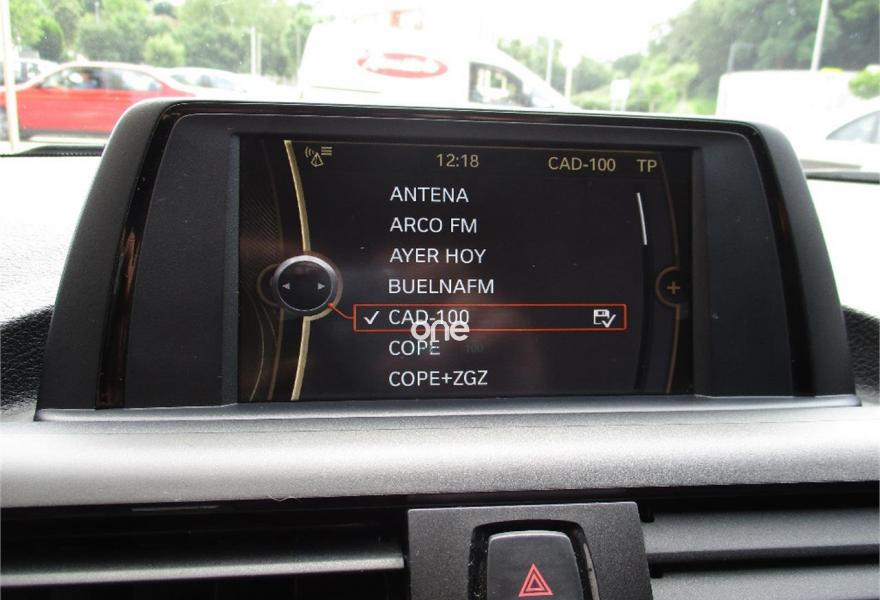 12:18 CAD-100 TP
ANTENA
ARCO FM
AYER HOY
BUELNAFM
CAD-100
one
COPE
COPE+ZGZ